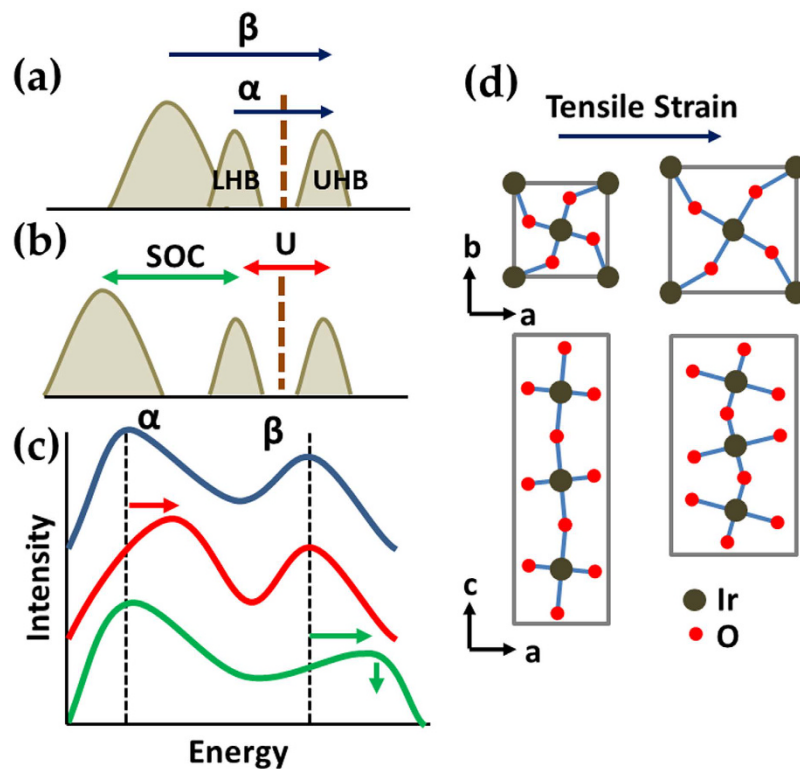 (a)
β
α
LHB
UHB
(b)
SOC
U
(c)
α
β
Intensity
Energy
(d)
Tensile Strain
b
a
c
a
Ir
O